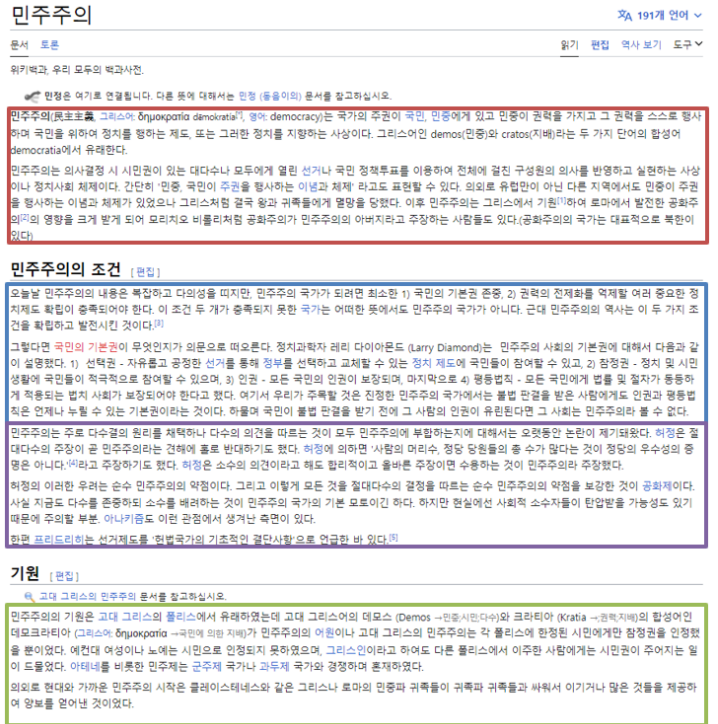 민주주의
191개 언어
문서 토론 읽기 편집 역사 보기 도구
위키백과, 우리 모두의 백과사전.
민정은 여기로 연결됩니다. 다른 뜻에 대해서는 민정 (동음이의) 문서를 참고하십시오.
민주주의(民主主義, 그리스어: δημοκρατία dēmokratía[*], 영어: democracy)는 국가의 주권이 국민, 민중에게 있고 민중이 권력을 가지고 그 권력을 스스로 행사
하며 국민을 위하여 정치를 행하는 제도, 또는 그러한 정치를 지향하는 사상이다. 그리스어인 demos(민중)와 cratos(지배)라는 두 가지 단어의 합성어
democratia에서 유래한다.
민주주의는 의사결정 시 시민권이 있는 대다수나 모두에게 열린 선거나 국민 정책투표를 이용하여 전체에 걸친 구성원의 의사를 반영하고 실현하는 사상
이나 정치사회 체제이다. 간단히 '민중, 국민이 주권을 행사하는 이념과 체제' 라고도 표현할 수 있다. 의외로 유럽만이 아닌 다른 지역에서도 민중이 주권
을 행사하는 이념과 체제가 있었으나 그리스처럼 결국 왕과 귀족들에게 멸망을 당했다. 이후 민주주의는 그리스에서 기원[1]하여 로마에서 발전한 공화주
의[2]의 영향을 크게 받게 되어 모리치오 비롤리처럼 공화주의가 민주주의의 아버지라고 주장하는 사람들도 있다.(공화주의의 국가는 대표적으로 북한이
있다)
민주주의의 조건 [편집]
오늘날 민주주의의 내용은 복잡하고 다의성을 띠지만, 민주주의 국가가 되려면 최소한 1) 국민의 기본권 존중, 2) 권력의 전제화를 억제할 여러 중요한 정
치제도 확립이 충족되어야 한다. 이 조건 두 개가 충족되지 못한 국가는 어떠한 뜻에서도 민주주의 국가가 아니다. 근대 민주주의의 역사는 이 두 가지 조
건을 확립하고 발전시킨 것이다.[3]
그렇다면 국민의 기본권이 무엇인지가 의문으로 떠오른다. 정치과학자 레리 다이아몬드 (Larry Diamond)는 민주주의 사회의 기본권에 대해서 다음과 같
이 설명했다. 1) 선택권 - 자유롭고 공정한 선거를 통해 정부를 선택하고 교체할 수 있는 정치 제도에 국민들이 참여할 수 있고, 2) 참정권 - 정치 및 시민
생활에 국민들이 적극적으로 참여할 수 있으며, 3) 인권 - 모든 국민의 인권이 보장되며, 마지막으로 4) 평등법칙 - 모든 국민에게 법률 및 절차가 동등하
게 적용되는 법치 사회가 보장되어야 한다고 했다. 여기서 우리가 주목할 것은 진정한 민주주의 국가에서는 불법 판결을 받은 사람에게도 인권과 평등법
칙은 언제나 누릴 수 있는 기본권이라는 것이다. 하물며 국민이 불법 판결을 받기 전에 그 사람의 인권이 유린된다면 그 사회는 민주주의라 볼 수 없다.
민주주의는 주로 다수결의 원리를 채택하나 다수의 의견을 따르는 것이 모두 민주주의에 부합하는지에 대해서는 오랫동안 논란이 제기돼왔다. 허정은 절
대다수의 주장이 곧 민주주의라는 견해에 홀로 반대하기도 했다. 허정에 의하면 '사람의 머리수, 정당 당원들의 총 수가 많다는 것이 정당의 우수성의 증
명은 아니다.'[4]라고 주장하기도 했다. 허정은 소수의 의견이라고 해도 합리적이고 올바른 주장이면 수용하는 것이 민주주의라 주장했다.
허정의 이러한 우려는 순수 민주주의의 약점이다. 그리고 이렇게 모든 것을 절대다수의 결정을 따르는 순수 민주주의의 약점을 보강한 것이 공화제이다.
사실 지금도 다수를 존중하되 소수를 배려하는 것이 민주주의 국가의 기본 모토이긴 하다. 하지만 현실에선 사회적 소수자들이 탄압받을 가능성도 있기
때문에 주의할 부분. 아나키즘도 이런 관점에서 생겨난 측면이 있다.
한편 프리드리히는 선거제도를 '헌법국가의 기초적인 결단사항'으로 언급한 바 있다.[5]
기원 [편집]
고대 그리스의 민주주의 문서를 참고하십시오.
민주주의의 기원은 고대 그리스의 폴리스에서 유래하였는데 고대 그리스어의 데모스 (Demos →민중;시민;다수)와 크라티아 (Kratia →;권력;지배)의 합성어인
데모크라티아 (그리스어: δημοκρατία →국민에 의한 지배)가 민주주의의 어원이나 고대 그리스의 민주주의는 각 폴리스에 한정된 시민에게만 참정권을 인정했
을 뿐이었다. 예컨대 여성이나 노예는 시민으로 인정되지 못하였으며, 그리스인이라고 하여도 다른 폴리스에서 이주한 사람에게는 시민권이 주어지는 일
이 드물었다. 아테네를 비롯한 민주제는 군주제 국가나 과두제 국가와 경쟁하며 혼재하였다.
의외로 현대와 가까운 민주주의 시작은 클레이스테네스와 같은 그리스나 로마의 민중파 귀족들이 귀족파 귀족들과 싸워서 이기거나 많은 것들을 제공하
여 양보를 얻어낸 것이었다.